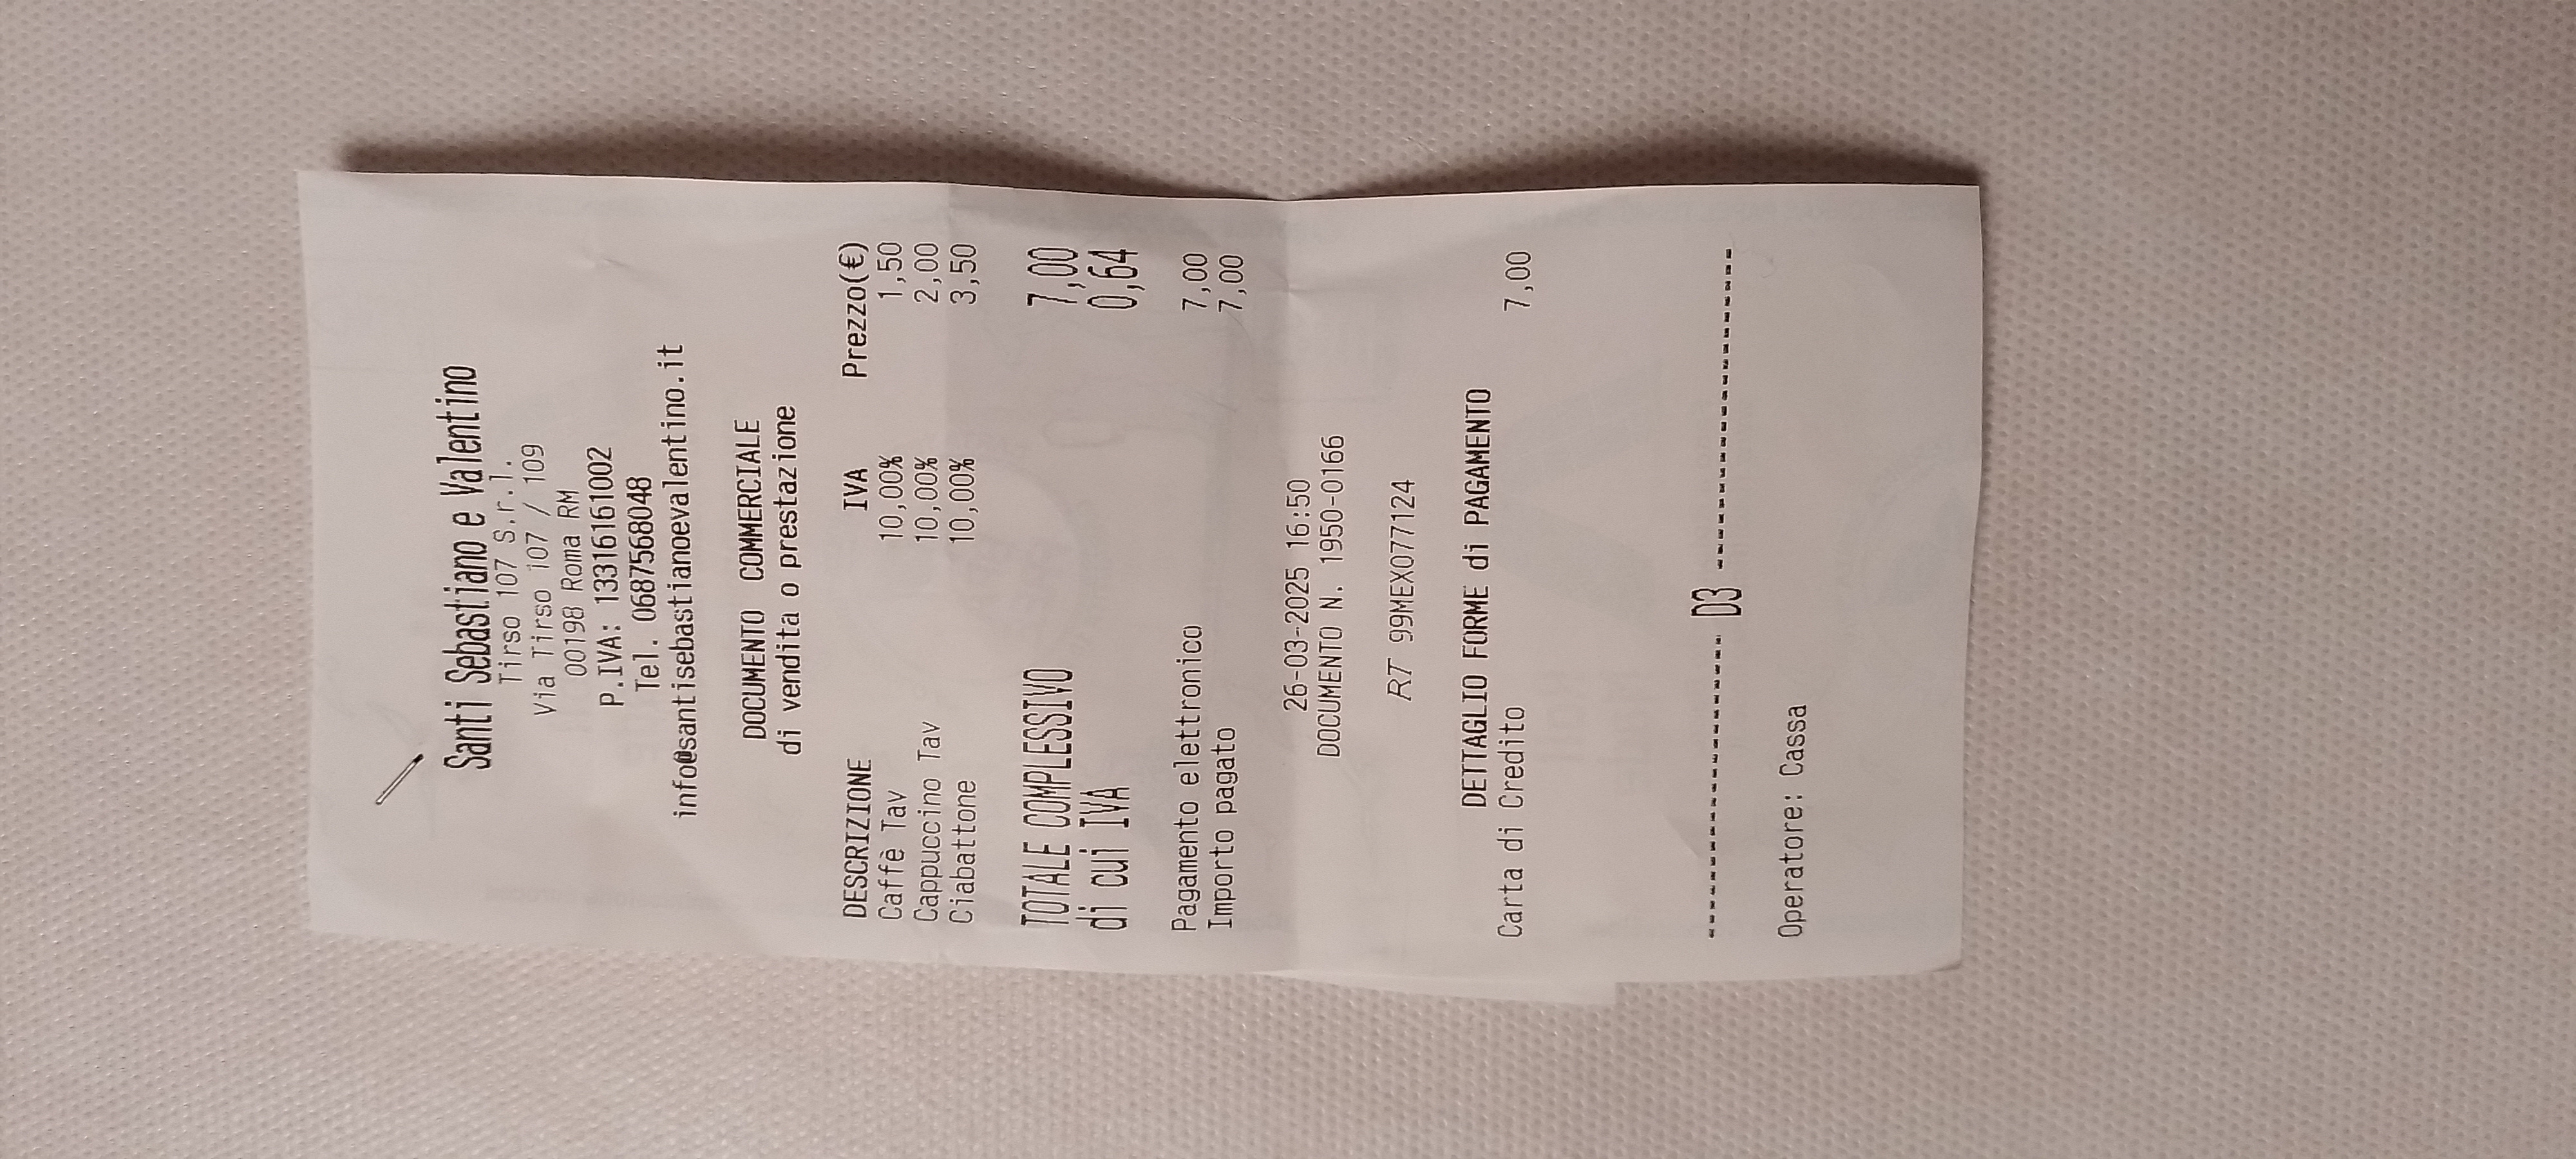 Santi Sebastiano e Valentino
Tirso 107 S.r.l.
Via Tirso 107 / 109
00198 Roma RM
P.IVA: 13316161002
Tel. 0687568048
info@santisebastianoevalentino.it
DOCUMENTO COMMERCIALE
di vendita o prestazione
DESCRIZIONE IVA Prezzo(€)
Caffè Tav 10,00% 1,50
Cappuccino Tav 10,00% 2,00
Ciabattone 10,00% 3,50
TOTALE COMPLESSIVO 7,00
di cui IVA 0,64
Pagamento elettronico 7,00
Importo pagato 7,00
26-03-2025 16:50
DOCUMENTO N. 1950-0166
RT 99MEX077124
DETTAGLIO FORME di PAGAMENTO
Carta di Credito 7,00
---------------------- D3 ----------------------
Operatore: Cassa